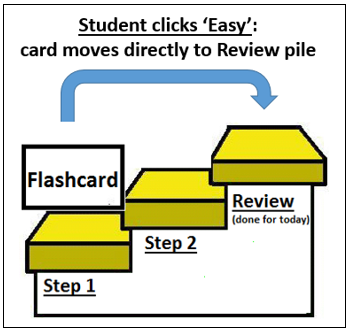 Student clicks ‘Easy’:
card moves directly to Review pile
Flashcard
Step 1
Step 2
Review
(done for today)